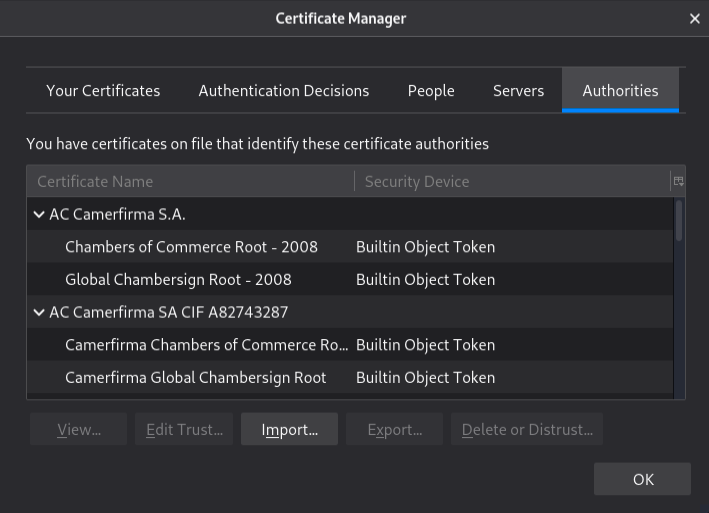 Certificate Manager
Your Certificates Authentication Decisions People Servers Authorities
You have certificates on file that identify these certificate authorities
Certificate Name Security Device
AC Camerfirma S.A.
Chambers of Commerce Root - 2008 Builtin Object Token
Global Chambersign Root - 2008 Builtin Object Token
AC Camerfirma SA CIF A82743287
Camerfirma Chambers of Commerce Ro... Builtin Object Token
Camerfirma Global Chambersign Root Builtin Object Token
View... Edit Trust... Import... Export... Delete or Distrust...
OK